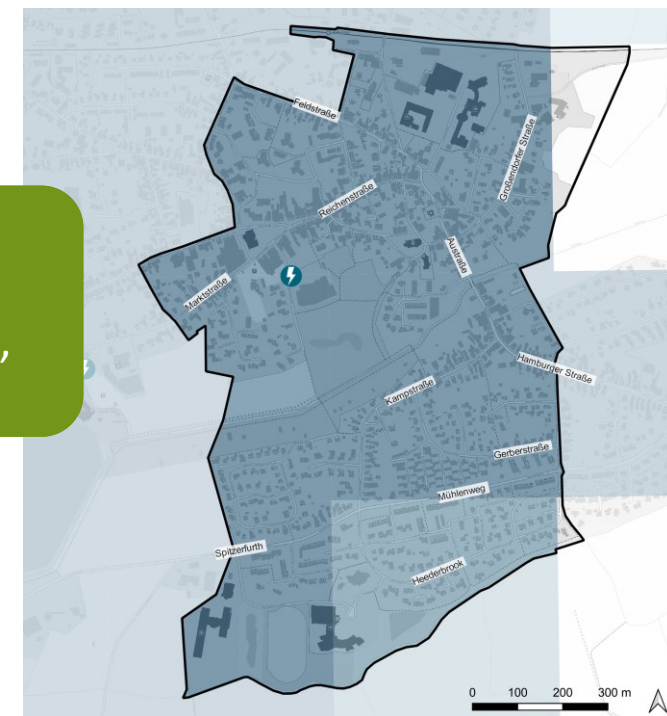 Feldstraße
Großendorfer Straße
Reichenstraße
Austraße
Marktstraße
,
Hamburger Straße
Kampstraße
Gerberstraße
Mühlenweg
Spitzerfurth
Heederbrook
0 100 200 300 m